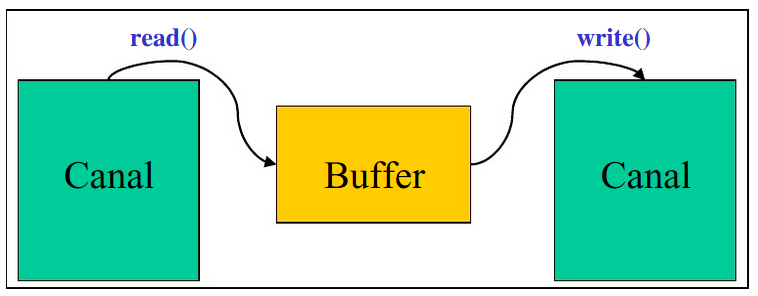 read()
write()
Canal
Buffer
Canal